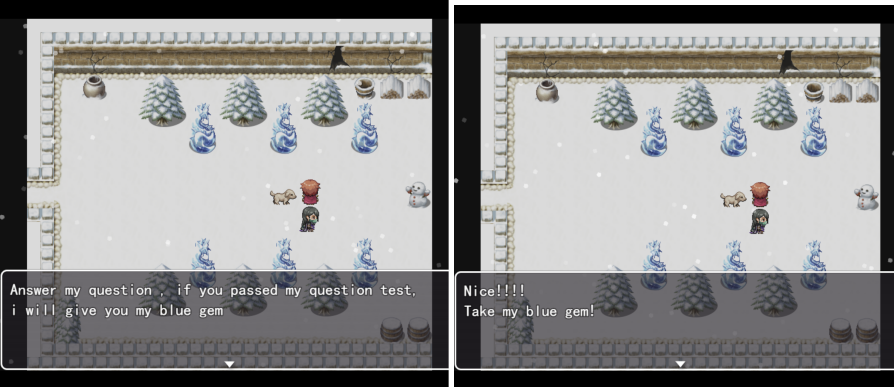 Answer my question , if you passed my question test,
i will give you my blue gem
Nice!!!!
Take my blue gem!